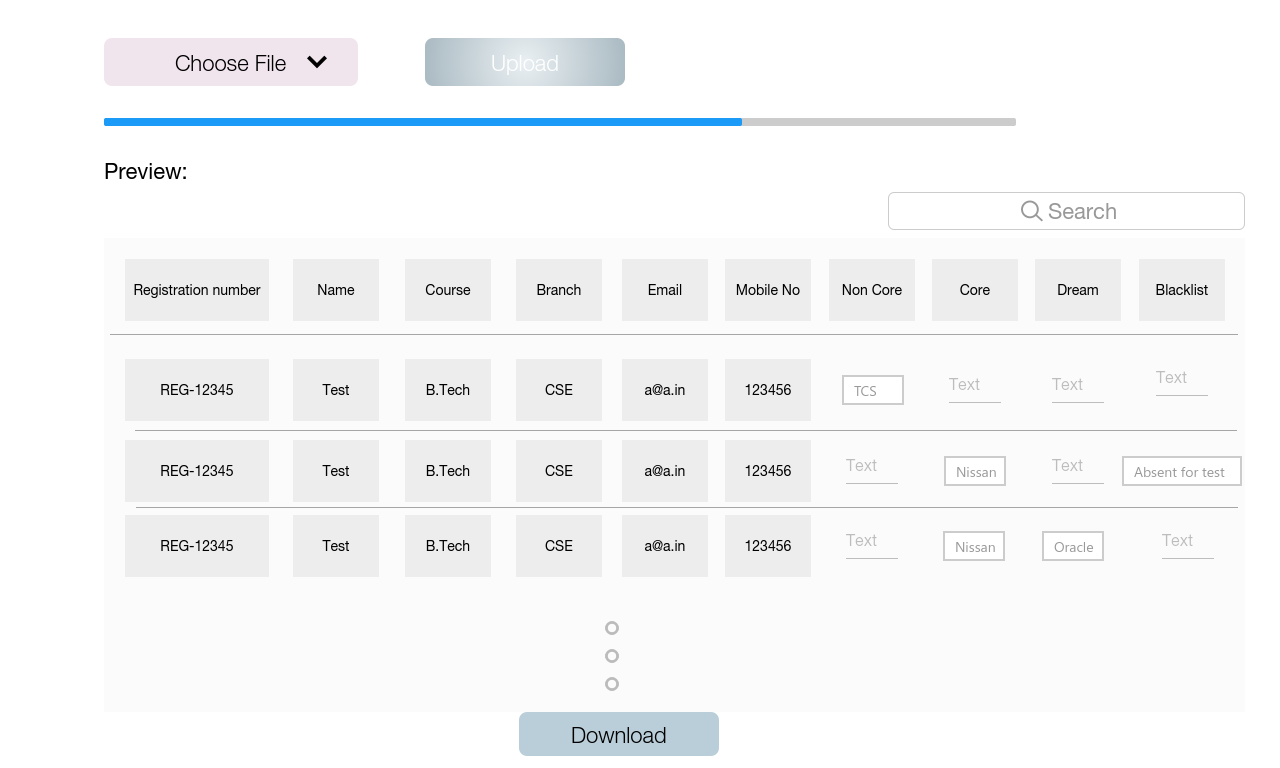 Choose File Upload
Preview:
Search
Registration number Name Course Branch Email Mobile No Non Core Core Dream Blacklist
REG-12345 Test B.Tech CSE a@a.in 123456 TCS Text Text Text
REG-12345 Test B.Tech CSE a@a.in 123456 Text Nissan Text Absent for test
REG-12345 Test B.Tech CSE a@a.in 123456 Text Nissan Oracle Text
Download